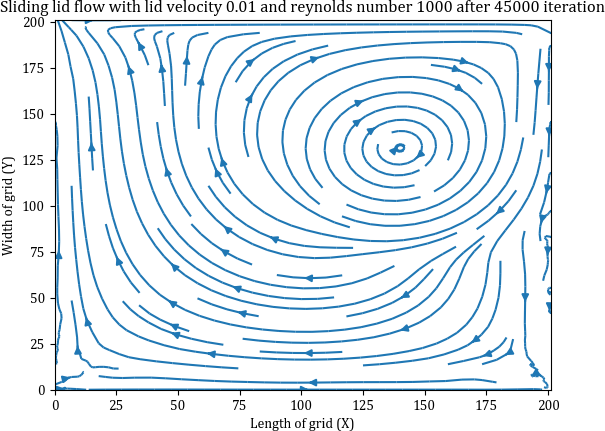 Sliding lid flow with lid velocity 0.01 and reynolds number 1000 after 45000 iteration
200
175
150
125
100
75
50
25
0
Width of grid (Y)
0 25 50 75 100 125 150 175 200
Length of grid (X)